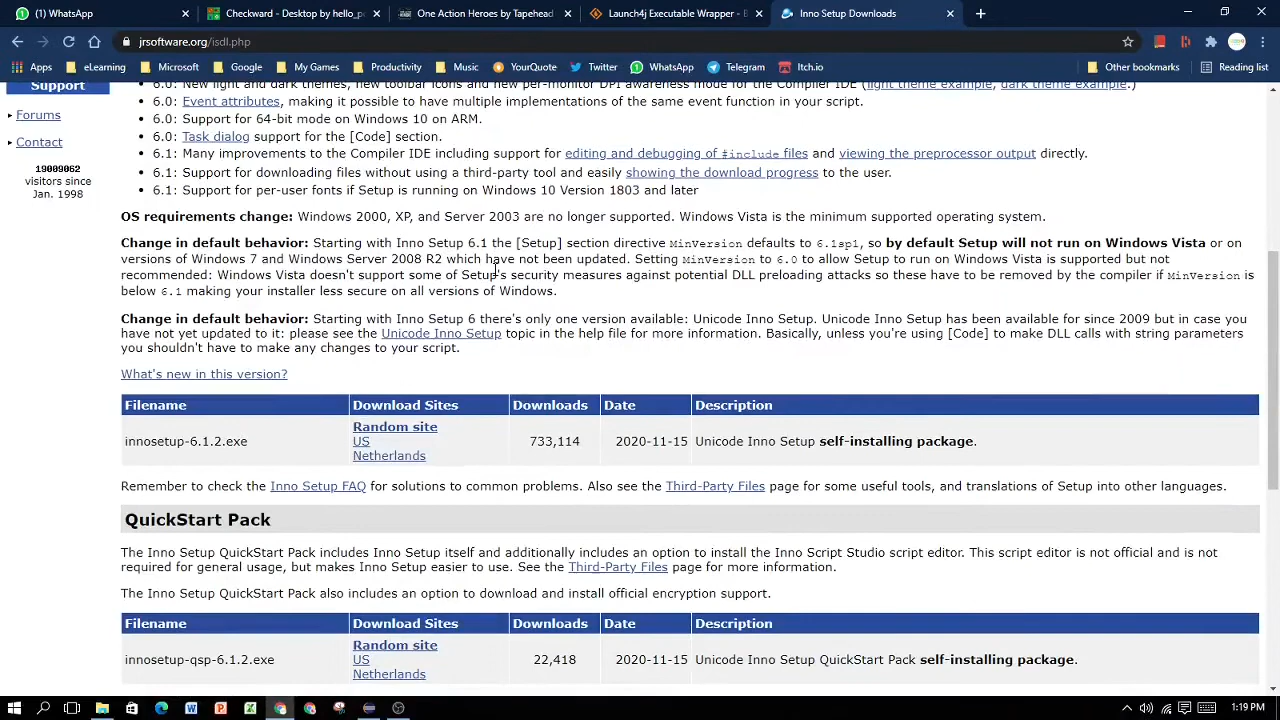 (1) WhatsApp
Checkward - Desktop by hello_p
One Action Heroes by Tapehead
Launch4j Executable Wrapper - B
Inno Setup Downloads
jrsoftware.org/isdl.php
Apps
eLearning
Microsoft
Google
My Games
Productivity
Music
YourQuote
Twitter
WhatsApp
Telegram
Itch.io
Other bookmarks
Reading list
Support
Forums
Contact
19009062
visitors since
Jan. 1998
6.0: New light and dark themes, new toolbar icons and new per-monitor DPI awareness mode for the Compiler IDE (light theme example, dark theme example.)
6.0: Event attributes, making it possible to have multiple implementations of the same event function in your script.
6.0: Support for 64-bit mode on Windows 10 on ARM.
6.0: Task dialog support for the [Code] section.
6.1: Many improvements to the Compiler IDE including support for editing and debugging of #include files and viewing the preprocessor output directly.
6.1: Support for downloading files without using a third-party tool and easily showing the download progress to the user.
6.1: Support for per-user fonts if Setup is running on Windows 10 Version 1803 and later
OS requirements change: Windows 2000, XP, and Server 2003 are no longer supported. Windows Vista is the minimum supported operating system.
Change in default behavior: Starting with Inno Setup 6.1 the [Setup] section directive MinVersion defaults to 6.1sp1, so by default Setup will not run on Windows Vista or on
versions of Windows 7 and Windows Server 2008 R2 which have not been updated. Setting MinVersion to 6.0 to allow Setup to run on Windows Vista is supported but not
recommended: Windows Vista doesn't support some of Setup's security measures against potential DLL preloading attacks so these have to be removed by the compiler if MinVersion is
below 6.1 making your installer less secure on all versions of Windows.
Change in default behavior: Starting with Inno Setup 6 there's only one version available: Unicode Inno Setup. Unicode Inno Setup has been available for since 2009 but in case you
have not yet updated to it: please see the Unicode Inno Setup topic in the help file for more information. Basically, unless you're using [Code] to make DLL calls with string parameters
you shouldn't have to make any changes to your script.
What's new in this version?
Filename Download Sites Downloads Date Description
Random site
innosetup-6.1.2.exe US 733,114 2020-11-15 Unicode Inno Setup self-installing package.
Netherlands
Remember to check the Inno Setup FAQ for solutions to common problems. Also see the Third-Party Files page for some useful tools, and translations of Setup into other languages.
QuickStart Pack
The Inno Setup QuickStart Pack includes Inno Setup itself and additionally includes an option to install the Inno Script Studio script editor. This script editor is not official and is not
required for general usage, but makes Inno Setup easier to use. See the Third-Party Files page for more information.
The Inno Setup QuickStart Pack also includes an option to download and install official encryption support.
Filename Download Sites Downloads Date Description
Random site
innosetup-qsp-6.1.2.exe US 22,418 2020-11-15 Unicode Inno Setup QuickStart Pack self-installing package.
Netherlands
1:19 PM